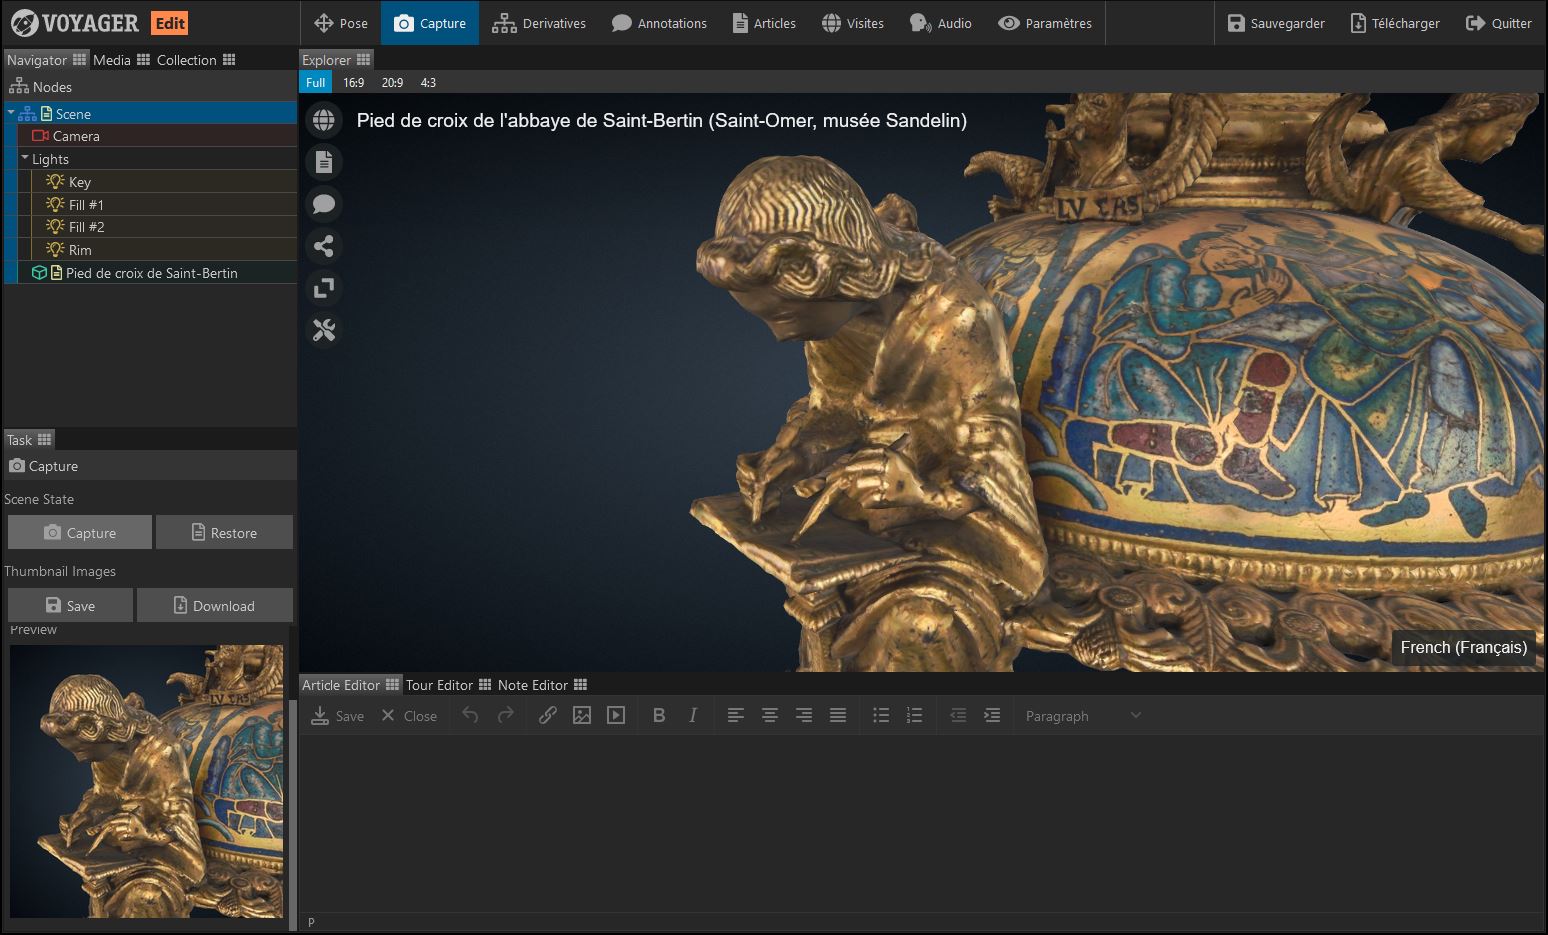 VOYAGER Edit
Pose Capture Derivatives Annotations Articles Visites Audio Paramètres Sauvegarder Télécharger Quitter
Navigator Media Collection
Nodes
Scene
Camera
Lights
Key
Fill #1
Fill #2
Rim
Pied de croix de Saint-Bertin
Task
Capture
Scene State
Capture Restore
Thumbnail Images
Save Download
Preview
Explorer
Full 16:9 20:9 4:3
Pied de croix de l'abbaye de Saint-Bertin (Saint-Omer, musée Sandelin)
LVCAS
French (Français)
Article Editor Tour Editor Note Editor
Save Close B I Paragraph
p